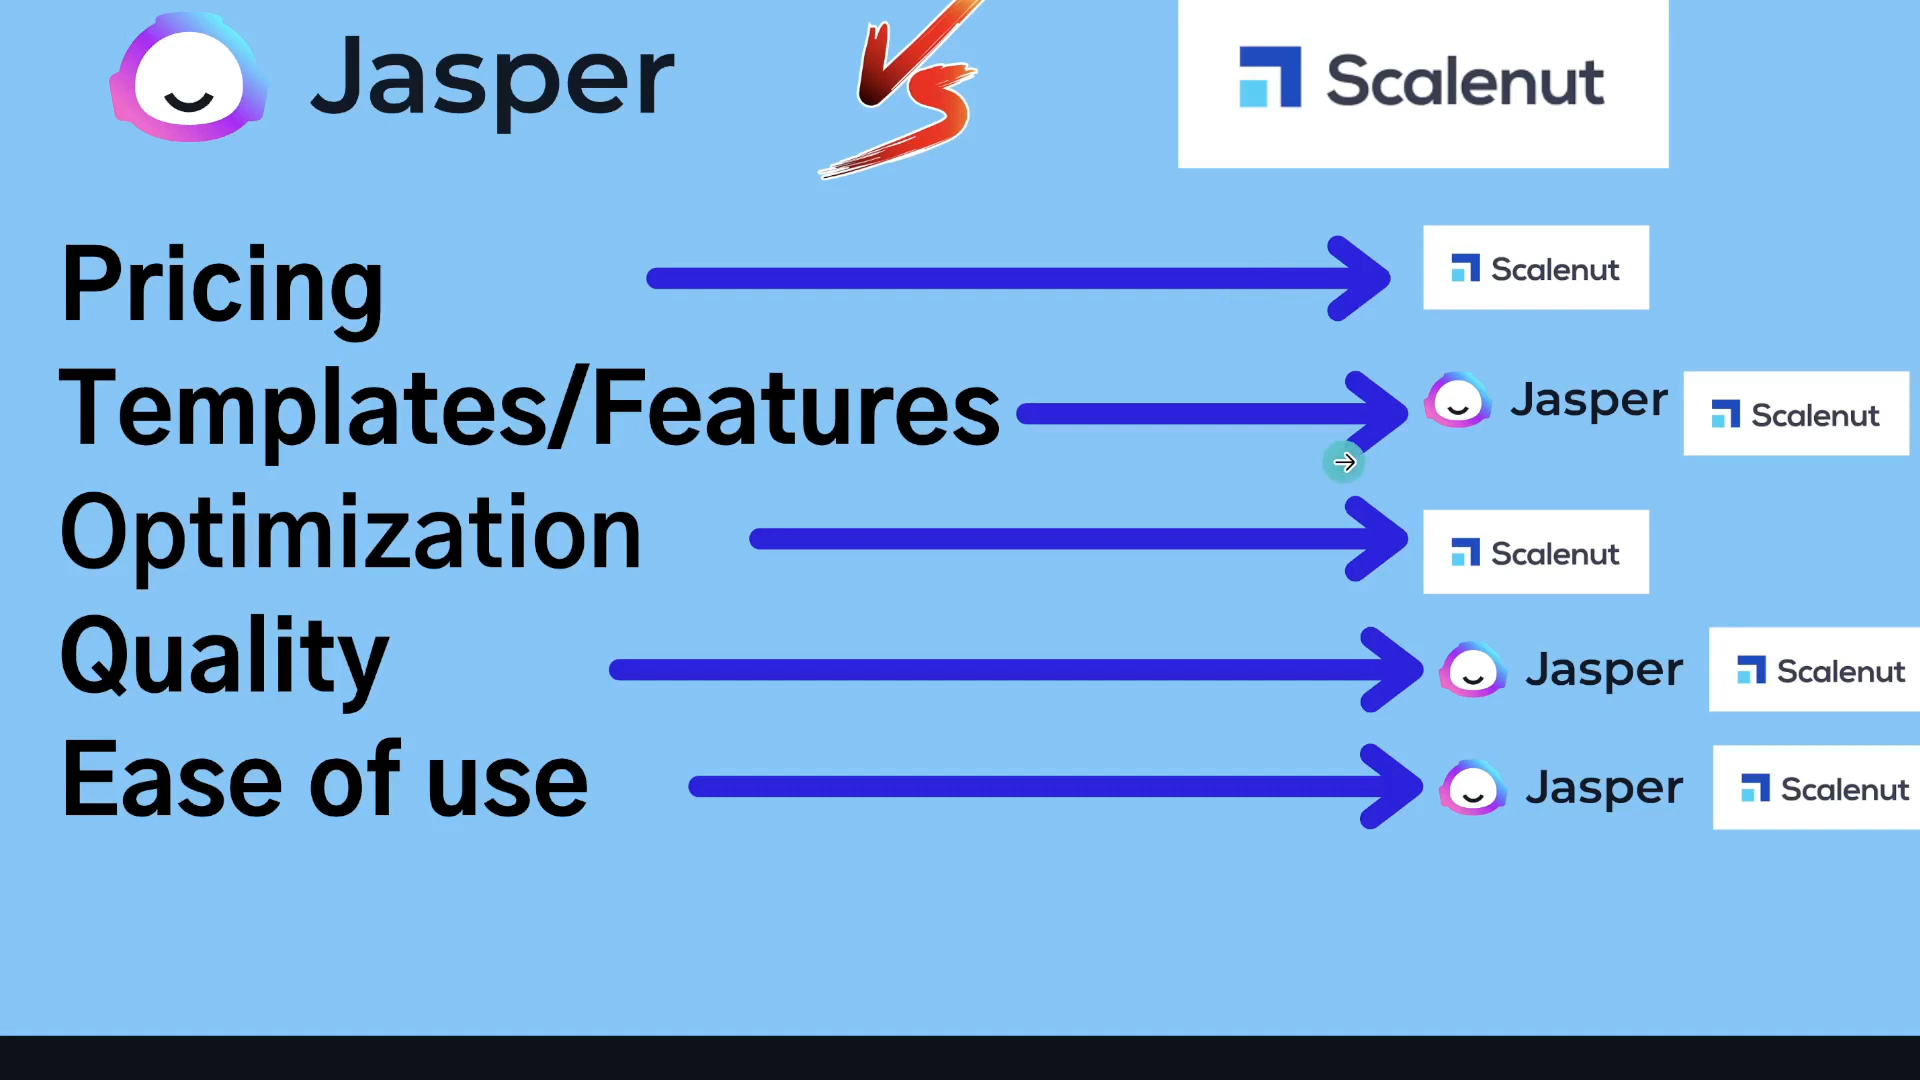 Jasper VS Scalenut
Pricing Scalenut
Templates/Features Jasper Scalenut
Optimization Scalenut
Quality Jasper Scalenut
Ease of use Jasper Scalenut